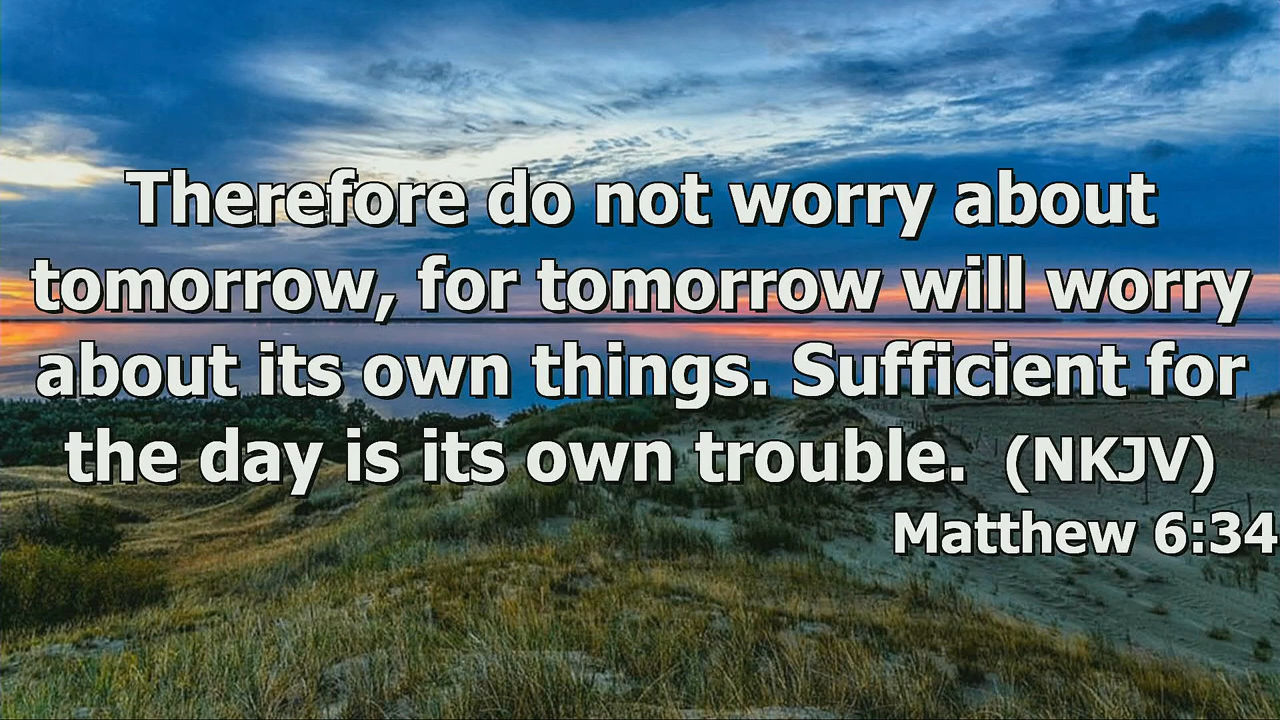 Therefore do not worry about
tomorrow, for tomorrow will worry
about its own things. Sufficient for
the day is its own trouble. (NKJV)
Matthew 6:34